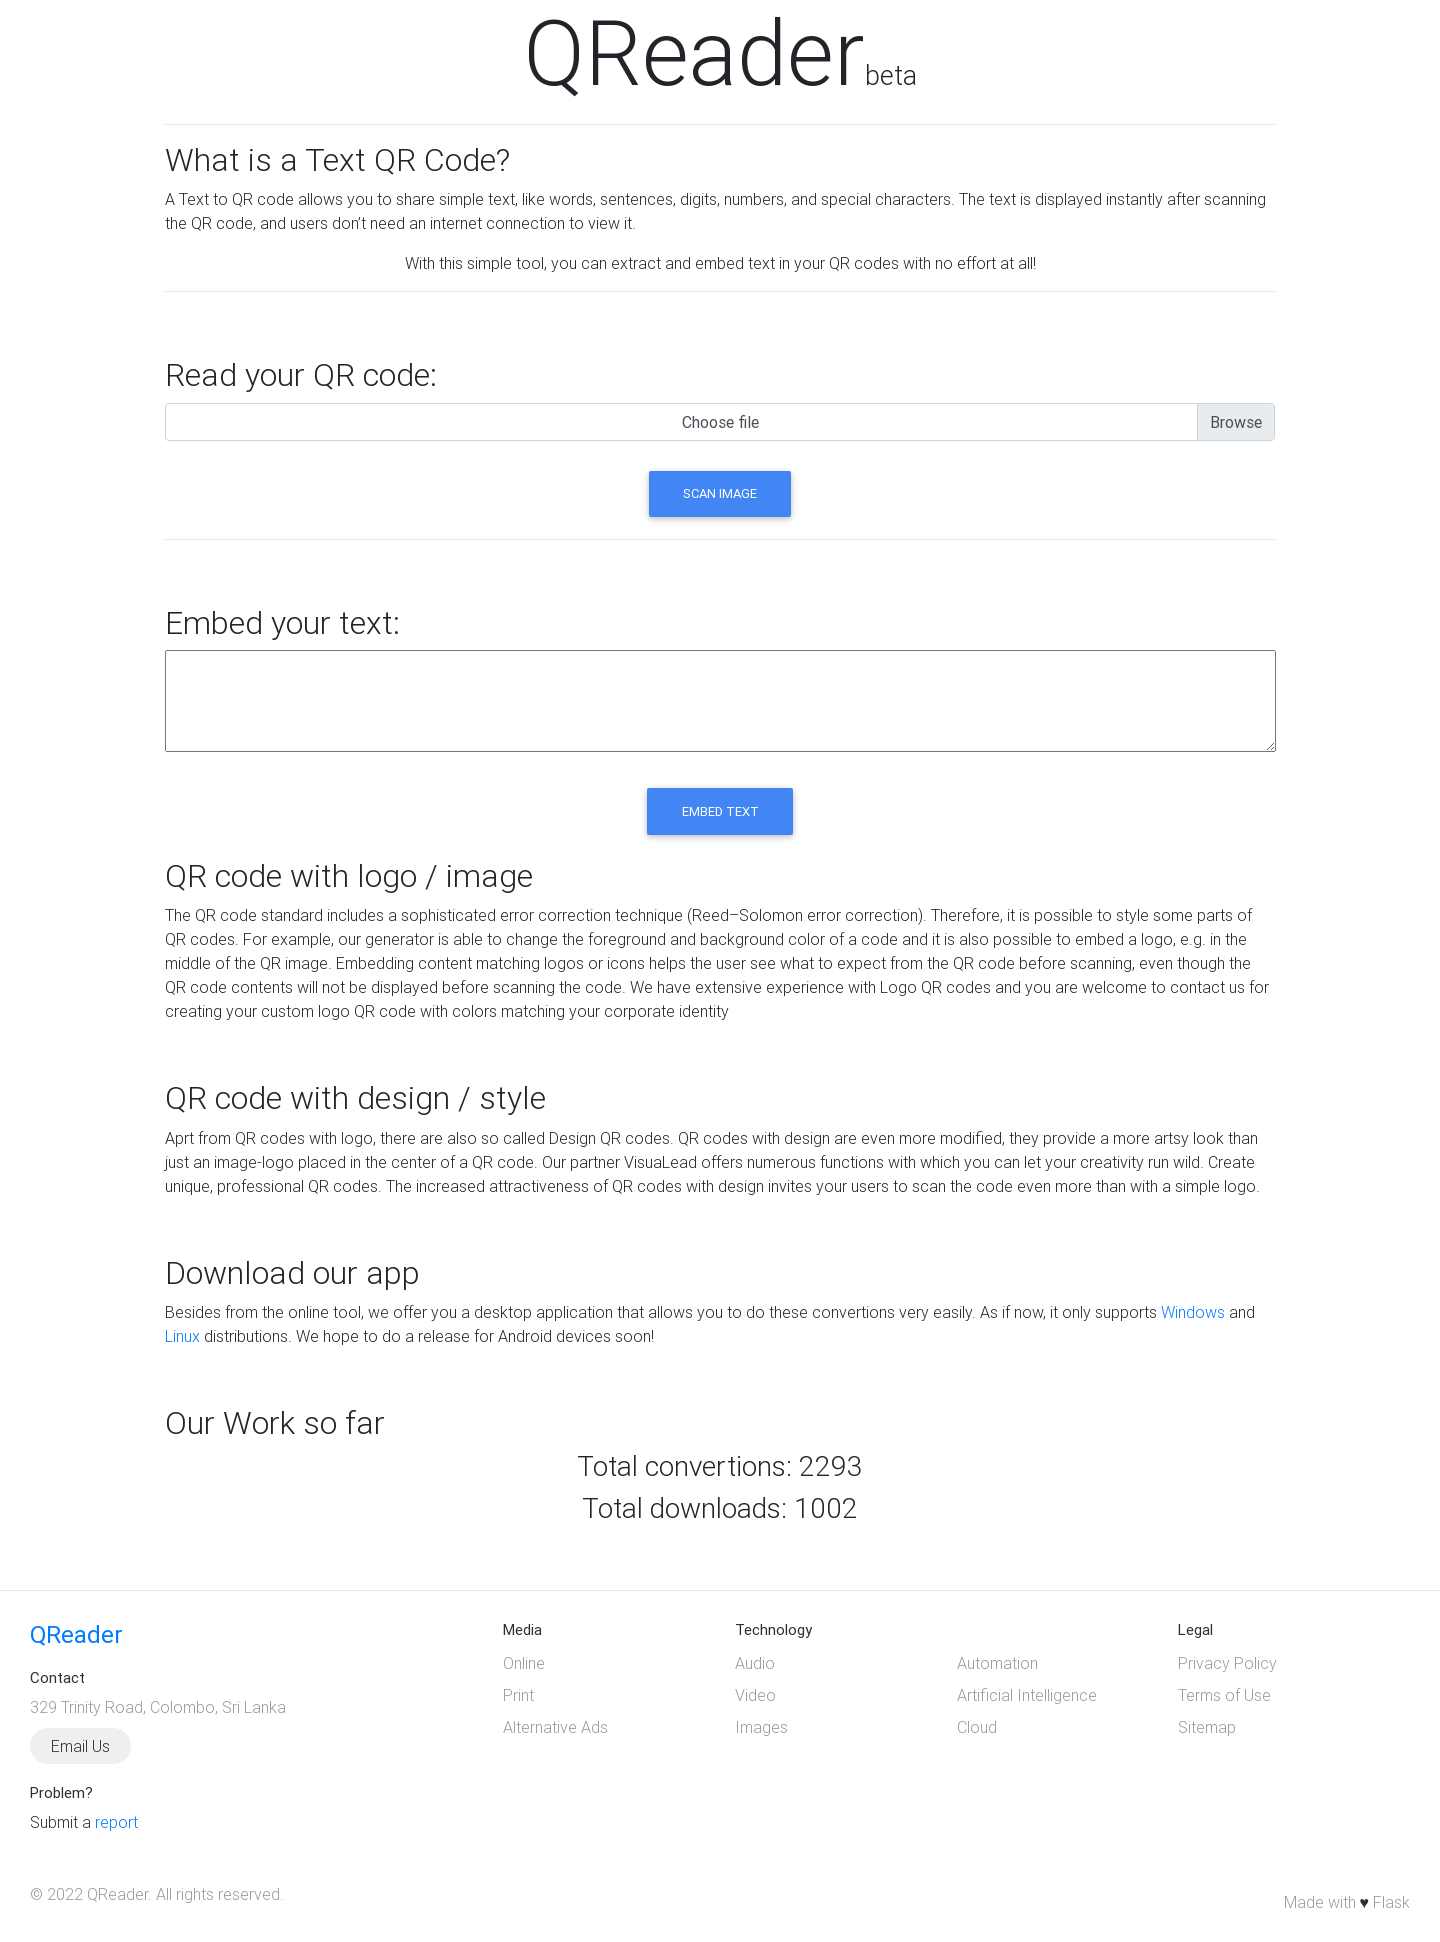 QReader beta
What is a Text QR Code?
A Text to QR code allows you to share simple text, like words, sentences, digits, numbers, and special characters. The text is displayed instantly after scanning
the QR code, and users don't need an internet connection to view it.
With this simple tool, you can extract and embed text in your QR codes with no effort at all!
Read your QR code:
Choose file
Browse
SCAN IMAGE
Embed your text:
EMBED TEXT
QR code with logo / image
The QR code standard includes a sophisticated error correction technique (Reed–Solomon error correction). Therefore, it is possible to style some parts of
QR codes. For example, our generator is able to change the foreground and background color of a code and it is also possible to embed a logo, e.g. in the
middle of the QR image. Embedding content matching logos or icons helps the user see what to expect from the QR code before scanning, even though the
QR code contents will not be displayed before scanning the code. We have extensive experience with Logo QR codes and you are welcome to contact us for
creating your custom logo QR code with colors matching your corporate identity
QR code with design / style
Aprt from QR codes with logo, there are also so called Design QR codes. QR codes with design are even more modified, they provide a more artsy look than
just an image-logo placed in the center of a QR code. Our partner VisuaLead offers numerous functions with which you can let your creativity run wild. Create
unique, professional QR codes. The increased attractiveness of QR codes with design invites your users to scan the code even more than with a simple logo.
Download our app
Besides from the online tool, we offer you a desktop application that allows you to do these convertions very easily. As if now, it only supports Windows and
Linux distributions. We hope to do a release for Android devices soon!
Our Work so far
Total convertions: 2293
Total downloads: 1002
QReader
Contact
329 Trinity Road, Colombo, Sri Lanka
Email Us
Problem?
Submit a report
Media
Online
Print
Alternative Ads
Technology
Audio
Video
Images
Automation
Artificial Intelligence
Cloud
Legal
Privacy Policy
Terms of Use
Sitemap
© 2022 QReader. All rights reserved.
Made with ♥ Flask